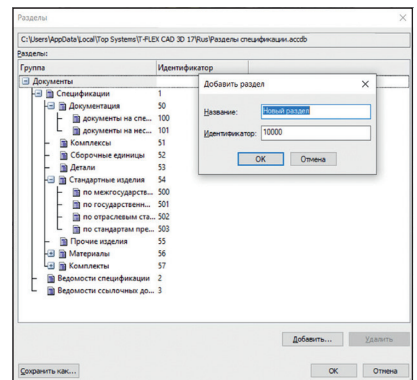 Разделы
C:\Users\AppData\Local\Top Systems\T-FLEX CAD 3D 17\Rus\Разделы спецификации.accdb
Разделы:
Группа Идентификатор
Документы
Спецификации 1
Документация 50
документы на спе... 100
документы на нес... 101
Комплексы 51
Сборочные единицы 52
Детали 53
Стандартные изделия 54
по межгосударств... 500
по государственн... 501
по отраслевым ста... 502
по стандартам пре... 503
Прочие изделия 55
Материалы 56
Комплекты 57
Ведомости спецификации 2
Ведомости ссылочных до... 3
Добавить раздел
Название: Новый раздел
Идентификатор: 10000
ОК Отмена
Добавить... Удалить
Сохранить как... ОК Отмена